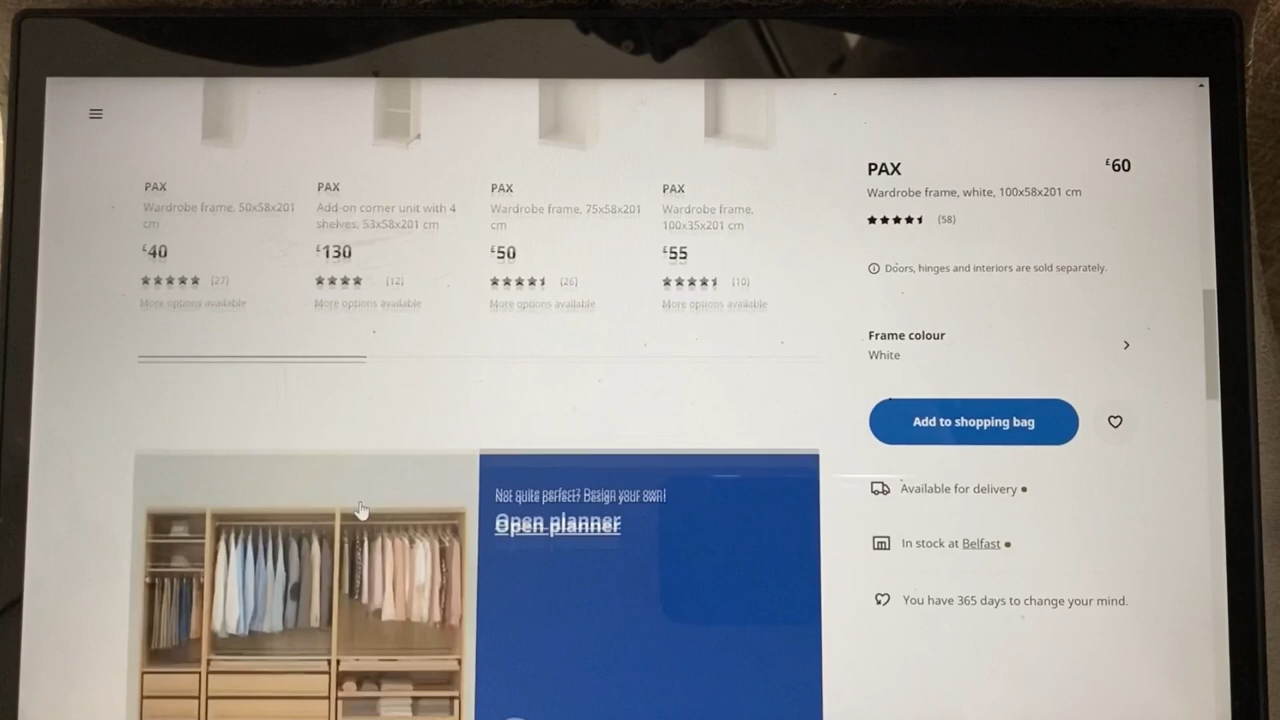 PAX
Wardrobe frame, 50x58x201
cm
£40
(27)
More options available
PAX
Add-on corner unit with 4
shelves, 53x58x201 cm
£130
(12)
More options available
PAX
Wardrobe frame, 75x58x201
cm
£50
(26)
More options available
PAX
Wardrobe frame,
100x35x201 cm
£55
(10)
More options available
Not quite perfect? Design your own!
Open planner
PAX
£60
Wardrobe frame, white, 100x58x201 cm
(58)
Doors, hinges and interiors are sold separately.
Frame colour
White
Add to shopping bag
Available for delivery
In stock at Belfast
You have 365 days to change your mind.